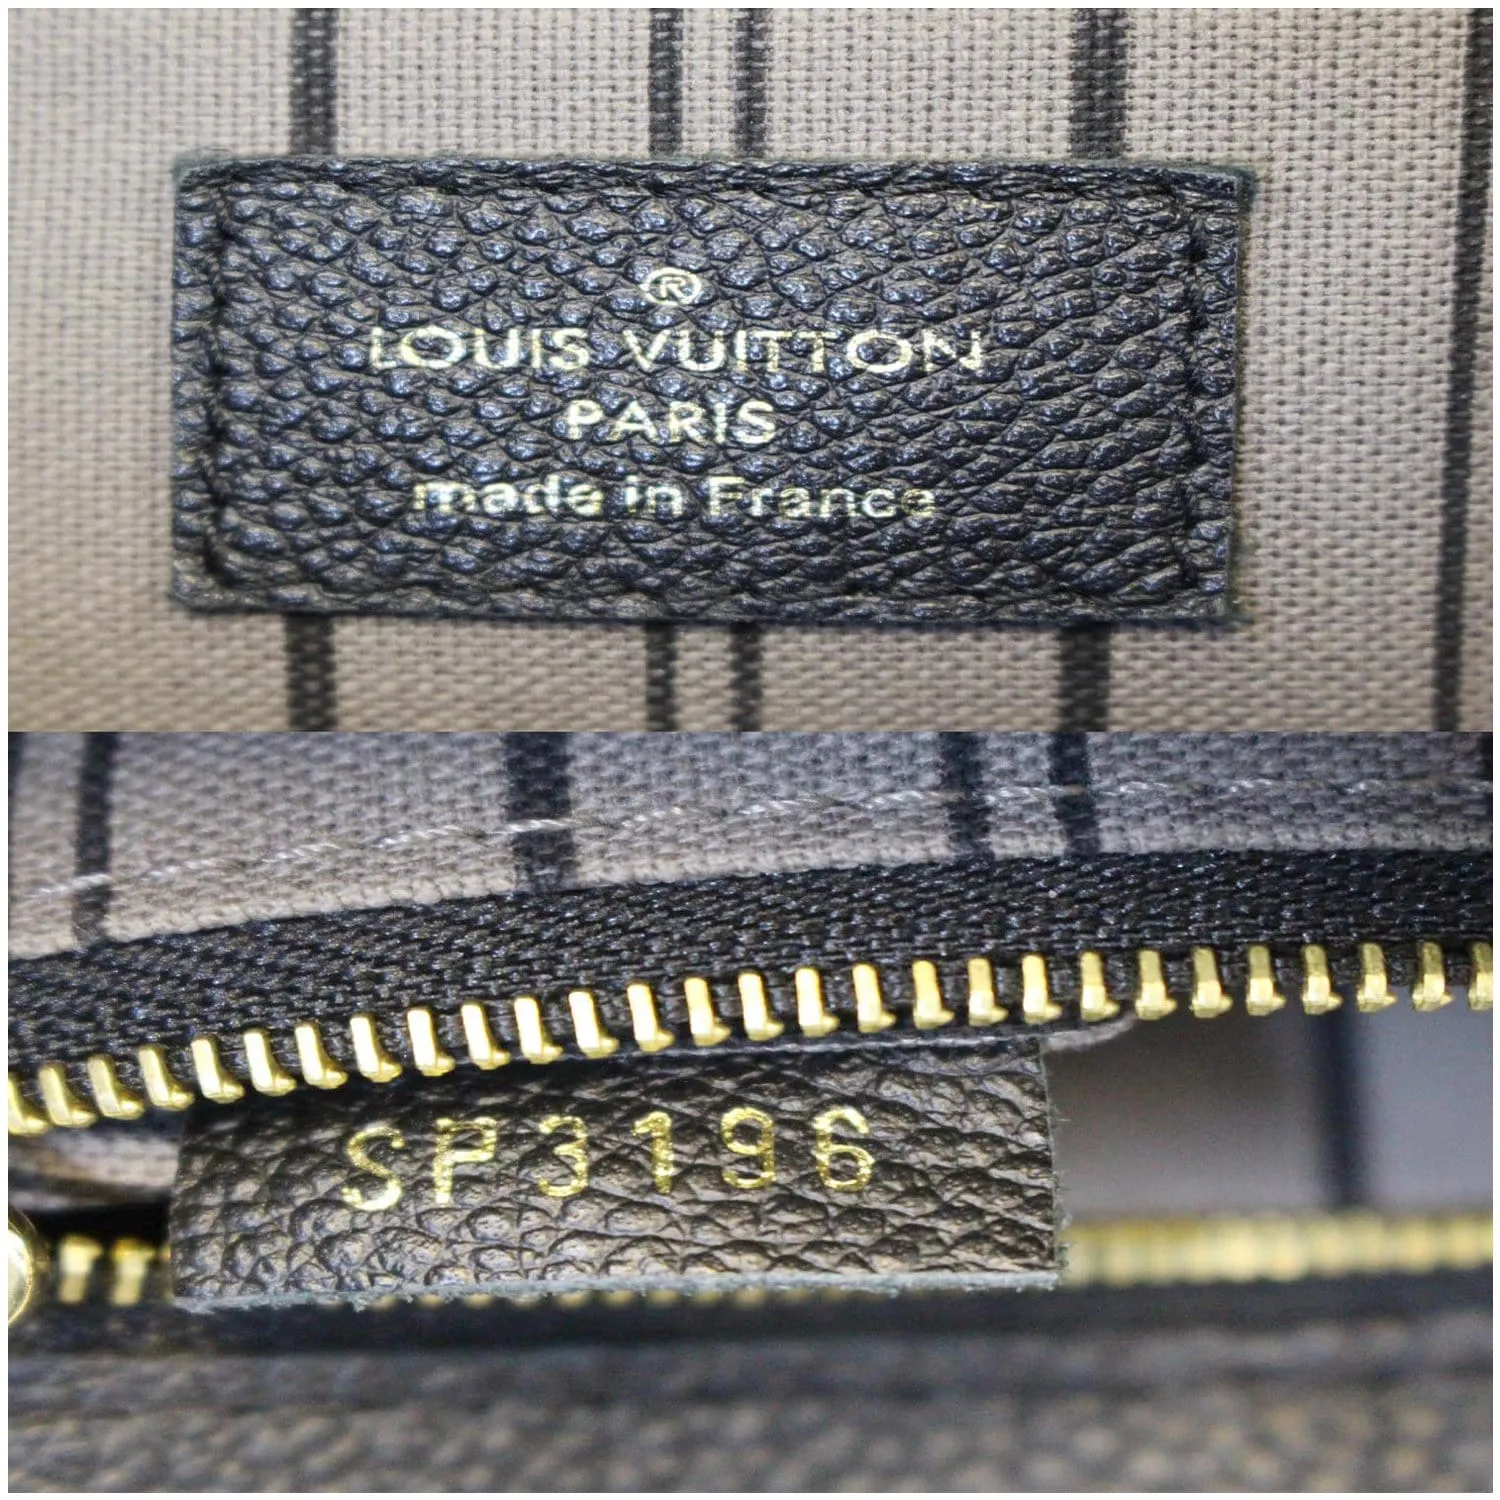 ®
LOUIS VUITTON
PARIS
made in France
SP3196